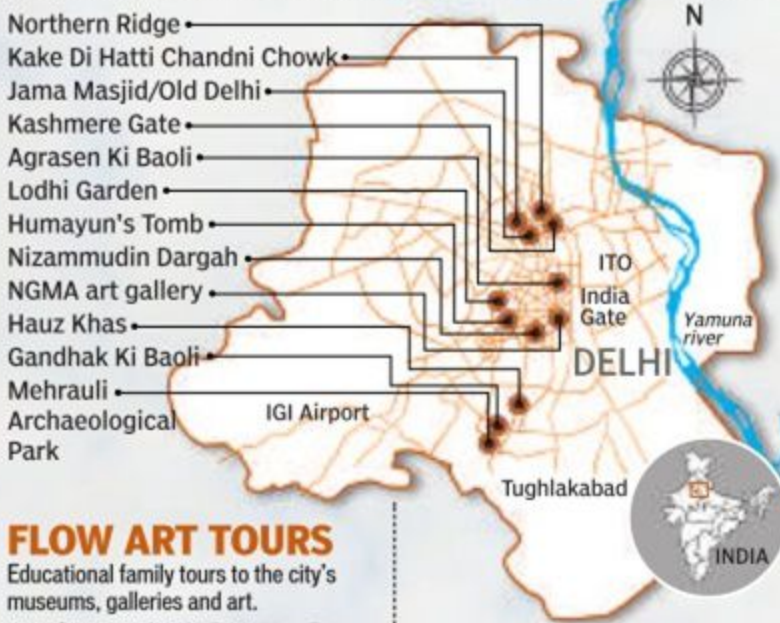 Northern Ridge
Kake Di Hatti Chandni Chowk
Jama Masjid/Old Delhi
Kashmere Gate
Agrasen Ki Baoli
Lodhi Garden
Humayun's Tomb
Nizammudin Dargah
NGMA art gallery
Hauz Khas
Gandhak Ki Baoli
Mehrauli
Archaeological
Park
N
ITO
India
Gate
Yamuna
river
DELHI
IGI Airport
Tughlakabad
INDIA
FLOW ART TOURS
Educational family tours to the city's
museums, galleries and art.